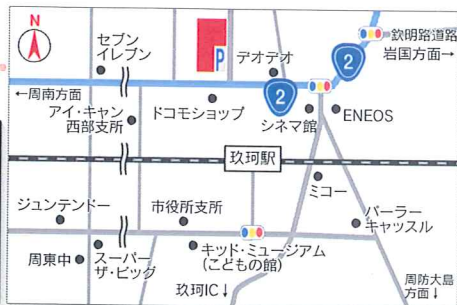 N
セブン
イレブン
P
デオデオ
2
欽明路道路
岩国方面→
←周南方面
アイ・キャン
西部支所
ドコモショップ
2
シネマ館
ENEOS
玖珂駅
ミコー
ジュンテンドー
市役所支所
パーラー
キャッスル
周東中
スーパー
ザ・ビッグ
キッド・ミュージアム
(こどもの館)
玖珂IC↓
周防大島
方面↓